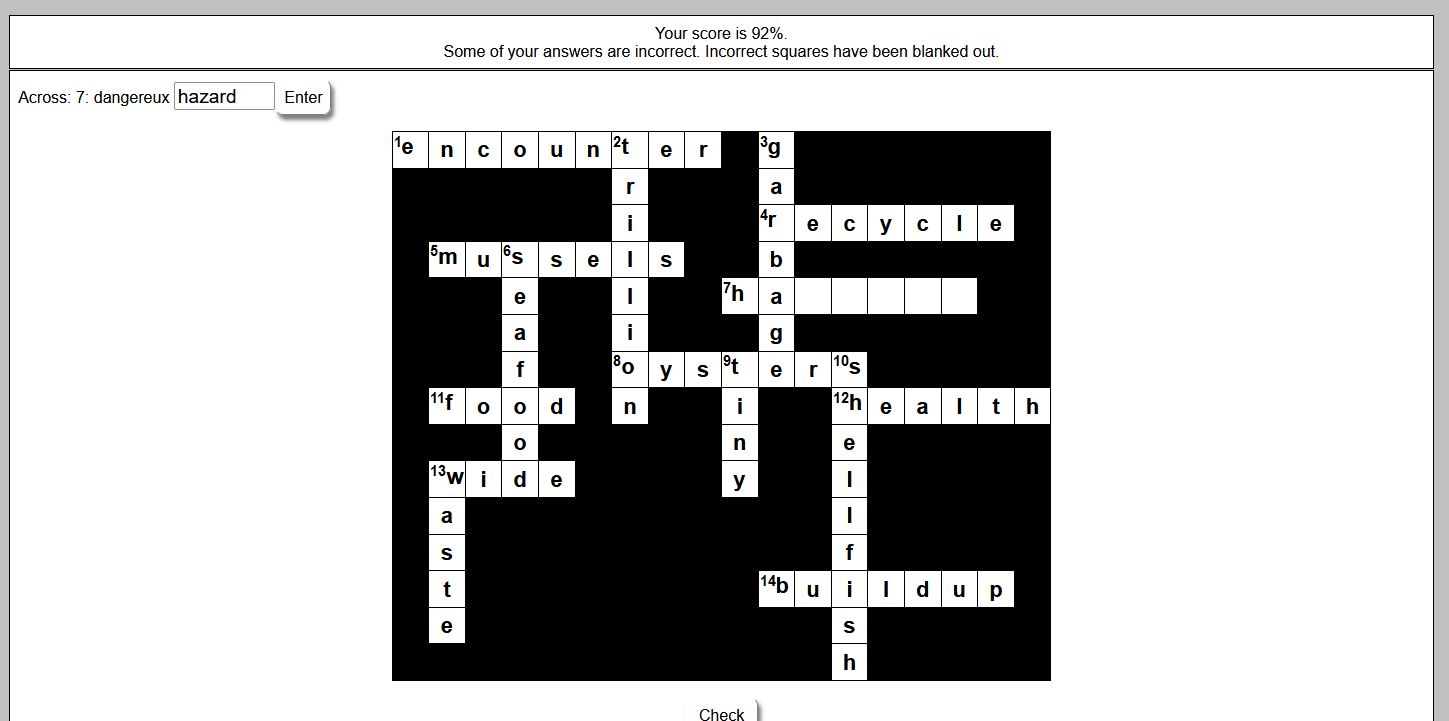 Your score is 92%.
Some of your answers are incorrect. Incorrect squares have been blanked out.
Across: 7: dangereux hazard Enter
1e n c o u n 2t e r 3g
r a
i 4r e c y c l e
5m u 6s s e l s b
e l 7h a
a i g
f 8o y s 9t e r 10s
11f o o d n i 12h e a l t h
o n e
13w i d e y l
a l
s f
t 14b u i l d u p
e s
h
Check